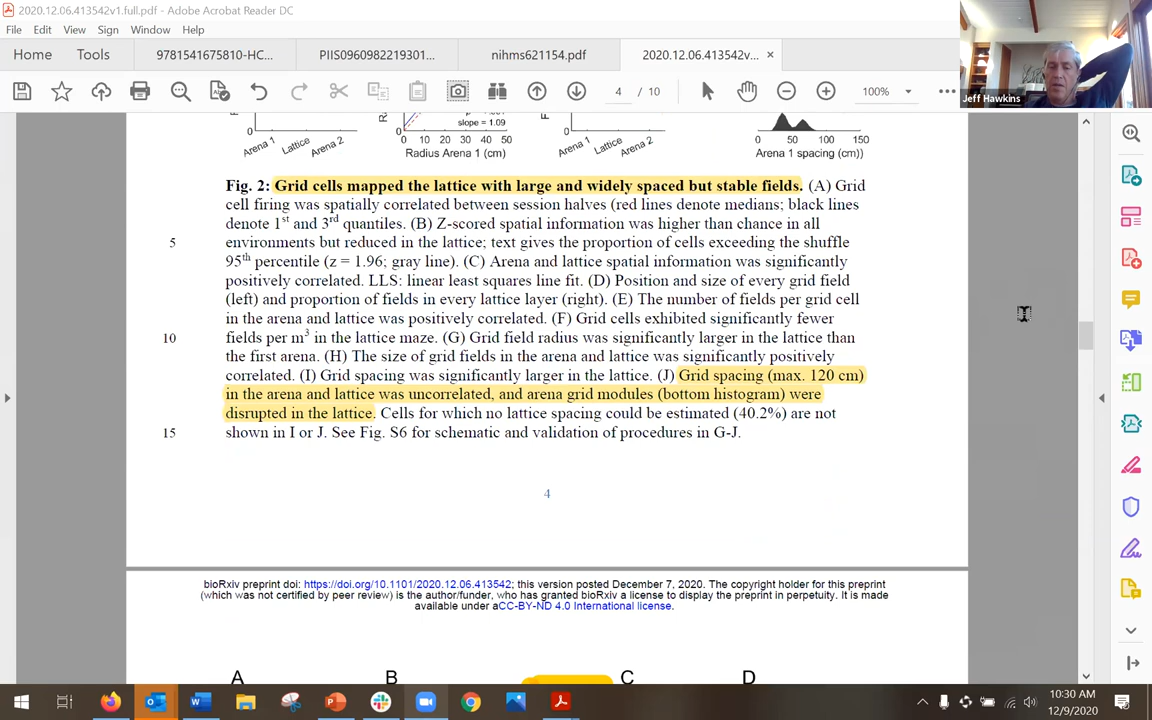 2020.12.06.413542v1.full.pdf - Adobe Acrobat Reader DC
File Edit View Sign Window Help
Home Tools 9781541675810-HC... PIIS0960982219301... nihms621154.pdf 2020.12.06.413542v... ×
4 / 10 100%
Jeff Hawkins
slope = 1.09
0 0 0
0 10 20 30 40 50 0 50 100 150
Arena 1 Lattice Arena 2 Radius Arena 1 (cm) Arena 1 Lattice Arena 2 Arena 1 spacing (cm))
Fig. 2: Grid cells mapped the lattice with large and widely spaced but stable fields. (A) Grid
cell firing was spatially correlated between session halves (red lines denote medians; black lines
denote 1st and 3rd quantiles. (B) Z-scored spatial information was higher than chance in all
5 environments but reduced in the lattice; text gives the proportion of cells exceeding the shuffle
95th percentile (z = 1.96; gray line). (C) Arena and lattice spatial information was significantly
positively correlated. LLS: linear least squares line fit. (D) Position and size of every grid field
(left) and proportion of fields in every lattice layer (right). (E) The number of fields per grid cell
in the arena and lattice was positively correlated. (F) Grid cells exhibited significantly fewer
10 fields per m3 in the lattice maze. (G) Grid field radius was significantly larger in the lattice than
the first arena. (H) The size of grid fields in the arena and lattice was significantly positively
correlated. (I) Grid spacing was significantly larger in the lattice. (J) Grid spacing (max. 120 cm)
in the arena and lattice was uncorrelated, and arena grid modules (bottom histogram) were
disrupted in the lattice. Cells for which no lattice spacing could be estimated (40.2%) are not
15 shown in I or J. See Fig. S6 for schematic and validation of procedures in G-J.
4
bioRxiv preprint doi: https://doi.org/10.1101/2020.12.06.413542; this version posted December 7, 2020. The copyright holder for this preprint
(which was not certified by peer review) is the author/funder, who has granted bioRxiv a license to display the preprint in perpetuity. It is made
available under aCC-BY-ND 4.0 International license.
A B C D
10:30 AM
12/9/2020